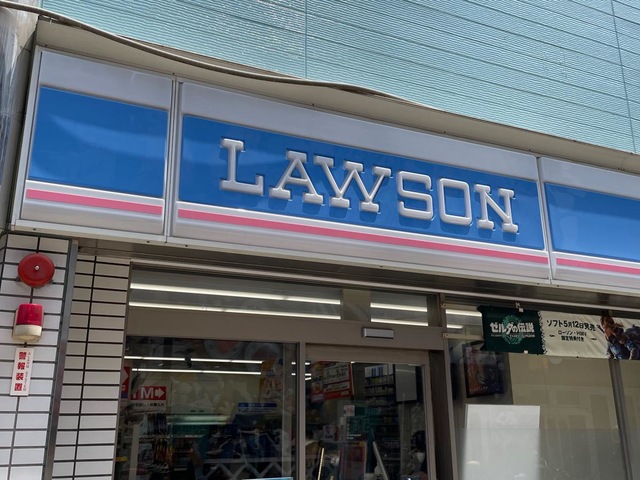 LAWSON
ゼルダの伝説
ソフト5月12日発売
ローソン・HMV
限定特典付き
警報装置
TM